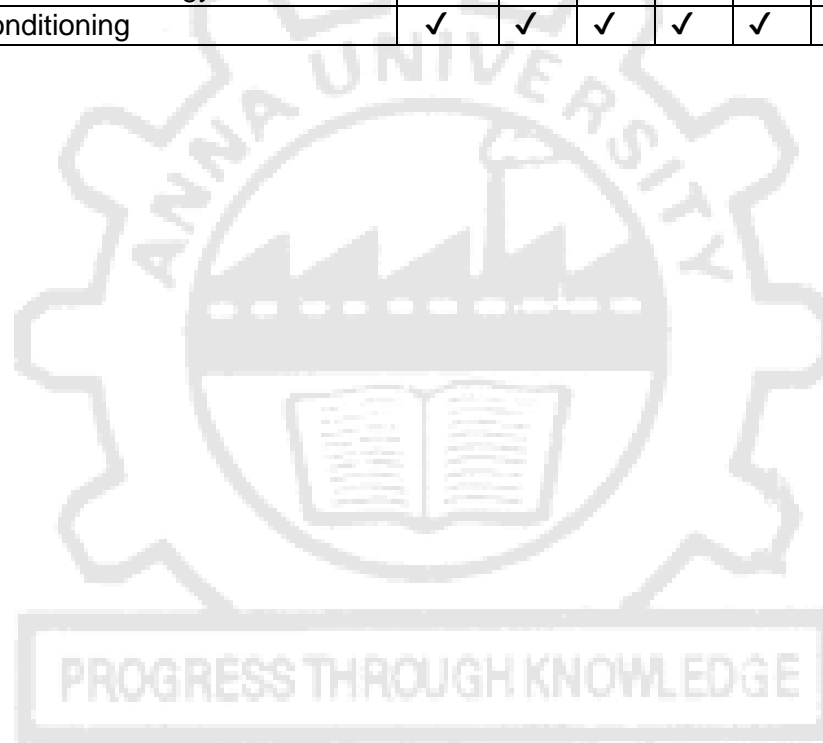 onditioning ✓ ✓ ✓ ✓ ✓
ANNA UNIVERSITY
PROGRESS THROUGH KNOWLEDGE